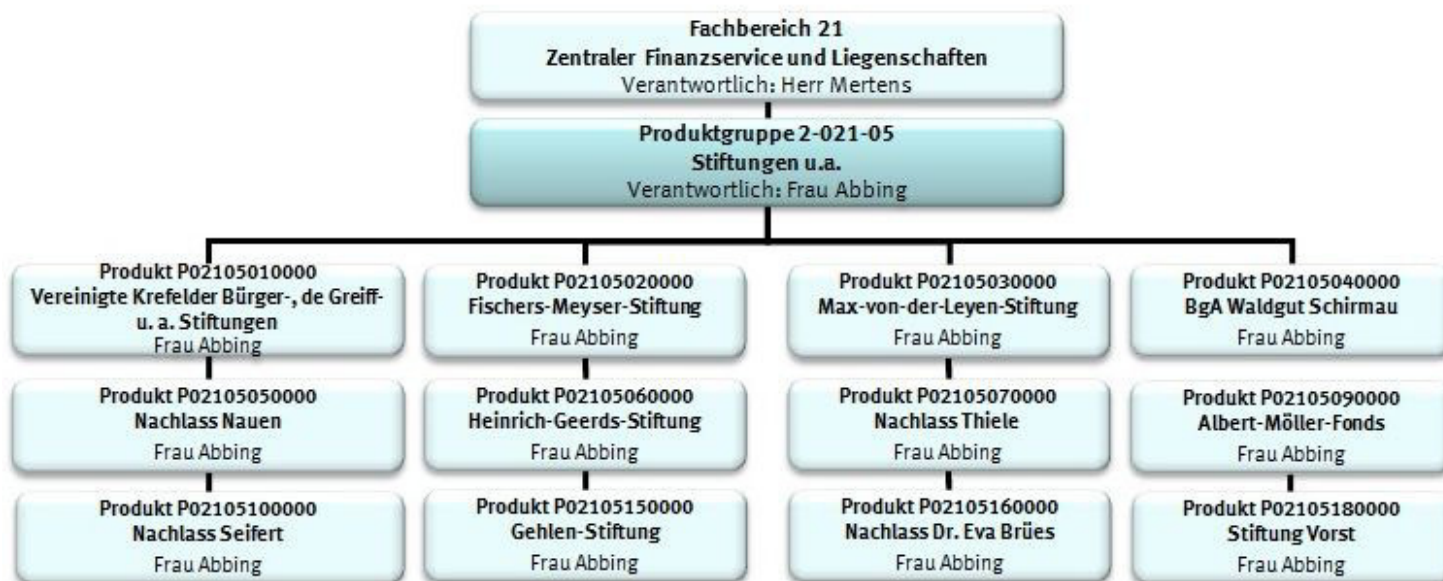 Fachbereich 21
Zentraler Finanzservice und Liegenschaften
Verantwortlich: Herr Mertens
Produktgruppe 2-021-05
Stiftungen u.a.
Verantwortlich: Frau Abbing
Produkt P02105010000
Vereinigte Krefelder Bürger-, de Greiff-
u. a. Stiftungen
Frau Abbing
Produkt P02105020000
Fischers-Meyser-Stiftung
Frau Abbing
Produkt P02105030000
Max-von-der-Leyen-Stiftung
Frau Abbing
Produkt P02105040000
BgA Waldgut Schirmau
Frau Abbing
Produkt P02105050000
Nachlass Nauen
Frau Abbing
Produkt P02105060000
Heinrich-Geerds-Stiftung
Frau Abbing
Produkt P02105070000
Nachlass Thiele
Frau Abbing
Produkt P02105090000
Albert-Möller-Fonds
Frau Abbing
Produkt P02105100000
Nachlass Seifert
Frau Abbing
Produkt P02105150000
Gehlen-Stiftung
Frau Abbing
Produkt P02105160000
Nachlass Dr. Eva Brües
Frau Abbing
Produkt P02105180000
Stiftung Vorst
Frau Abbing